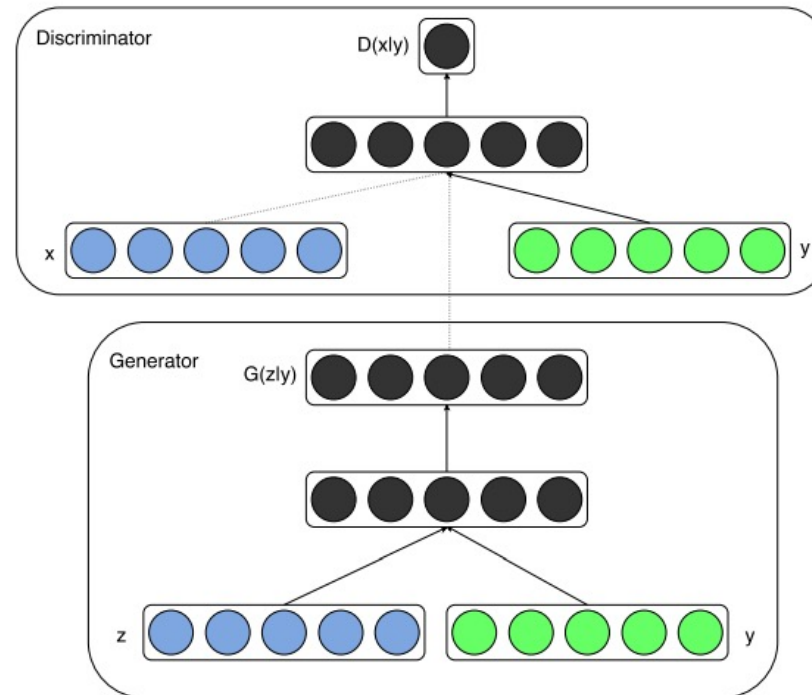 Discriminator
D(x|y)
x
y
Generator
G(z|y)
z
y